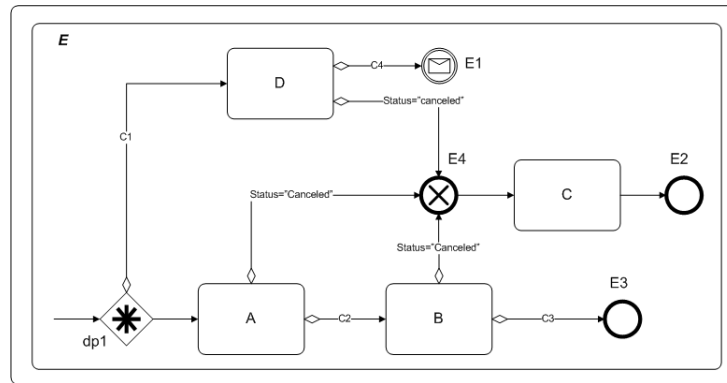 E
D
C4
E1
Status="canceled"
C1
E4
E2
Status="Canceled"
C
Status="Canceled"
E3
A
C2
B
C3
dp1